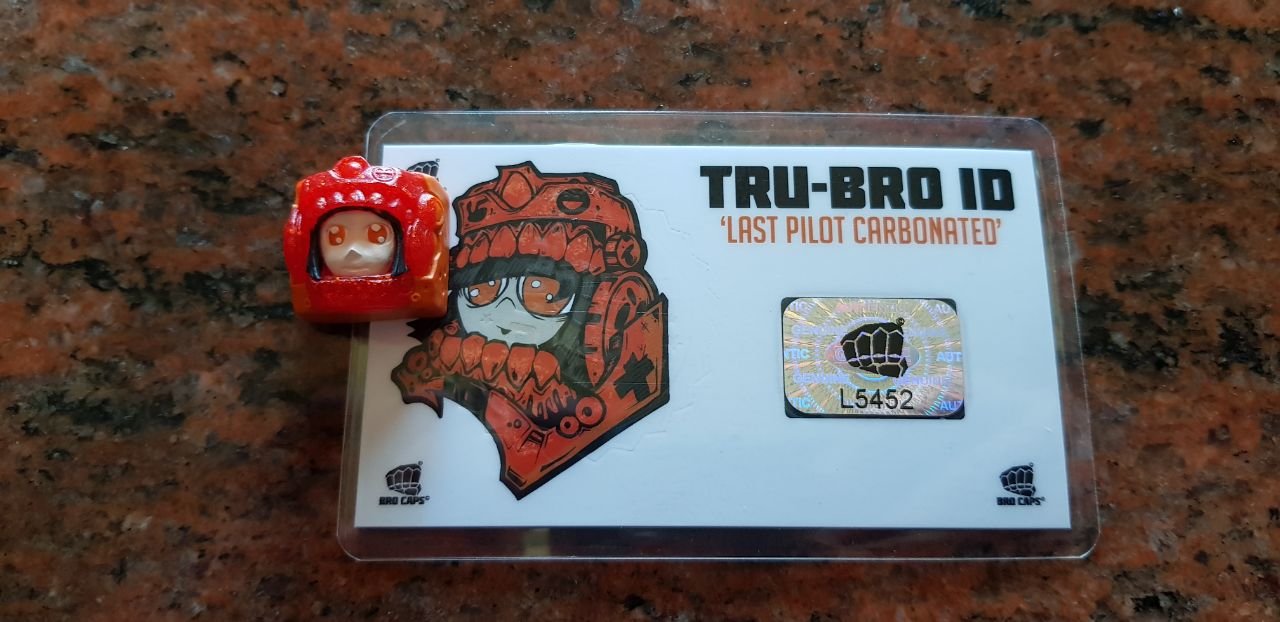 TRU-BRO ID
'LAST PILOT CARBONATED'
L5452
BRO CAPS
BRO CAPS